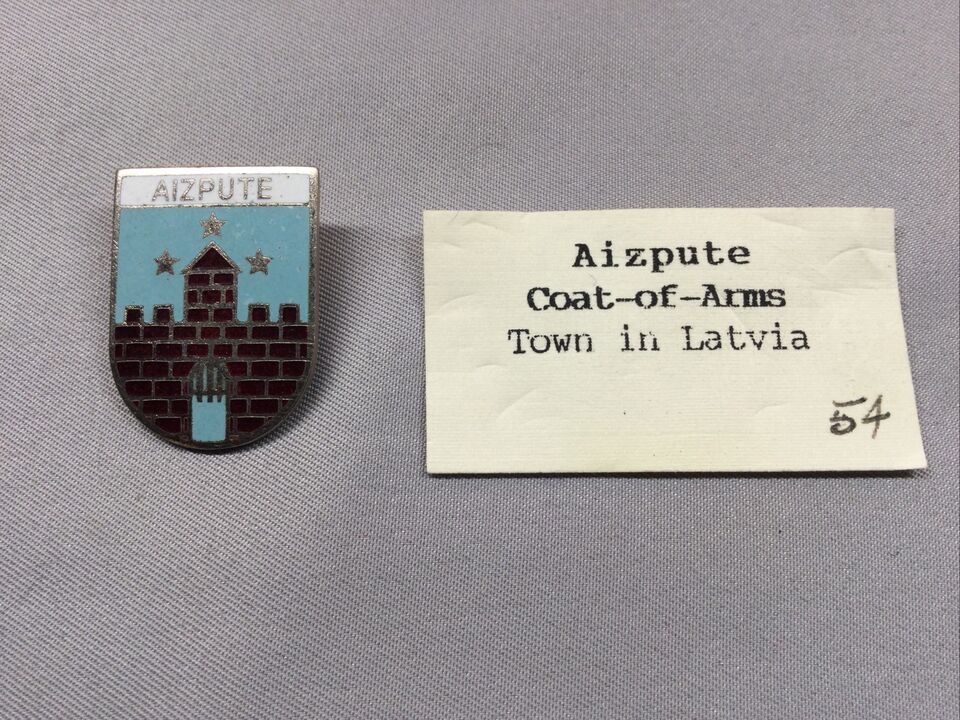 AIZPUTE
Aizpute
Coat-of-Arms
Town in Latvia
54